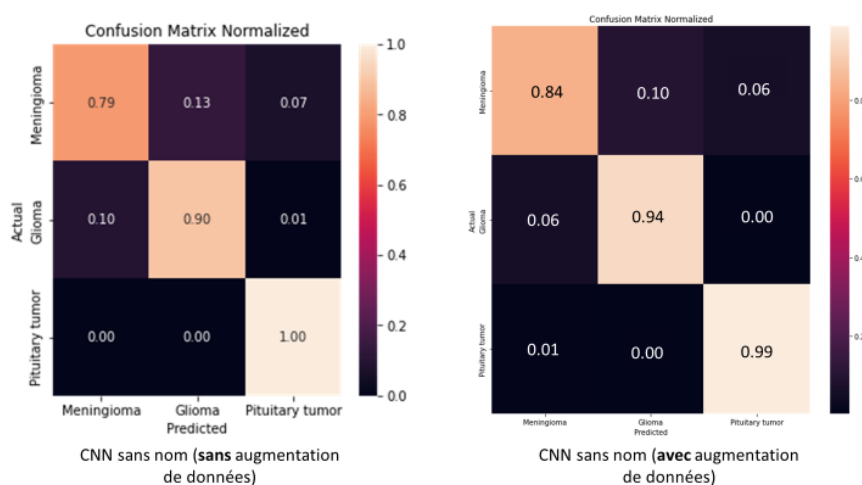 Confusion Matrix Normalized
1.0
Meningioma
0.79
0.13
0.07
0.8
0.6
Actual
Glioma
0.10
0.90
0.01
0.4
0.2
Pituitary tumor
0.00
0.00
1.00
0.0
Meningioma
Glioma
Pituitary tumor
Predicted
CNN sans nom (sans augmentation
de données)
Confusion Matrix Normalized
Meningioma
0.84
0.10
0.06
Actual
Glioma
0.06
0.94
0.00
Pituitary tumor
0.01
0.00
0.99
Meningioma
Glioma
Pituitary tumor
Predicted
CNN sans nom (avec augmentation
de données)